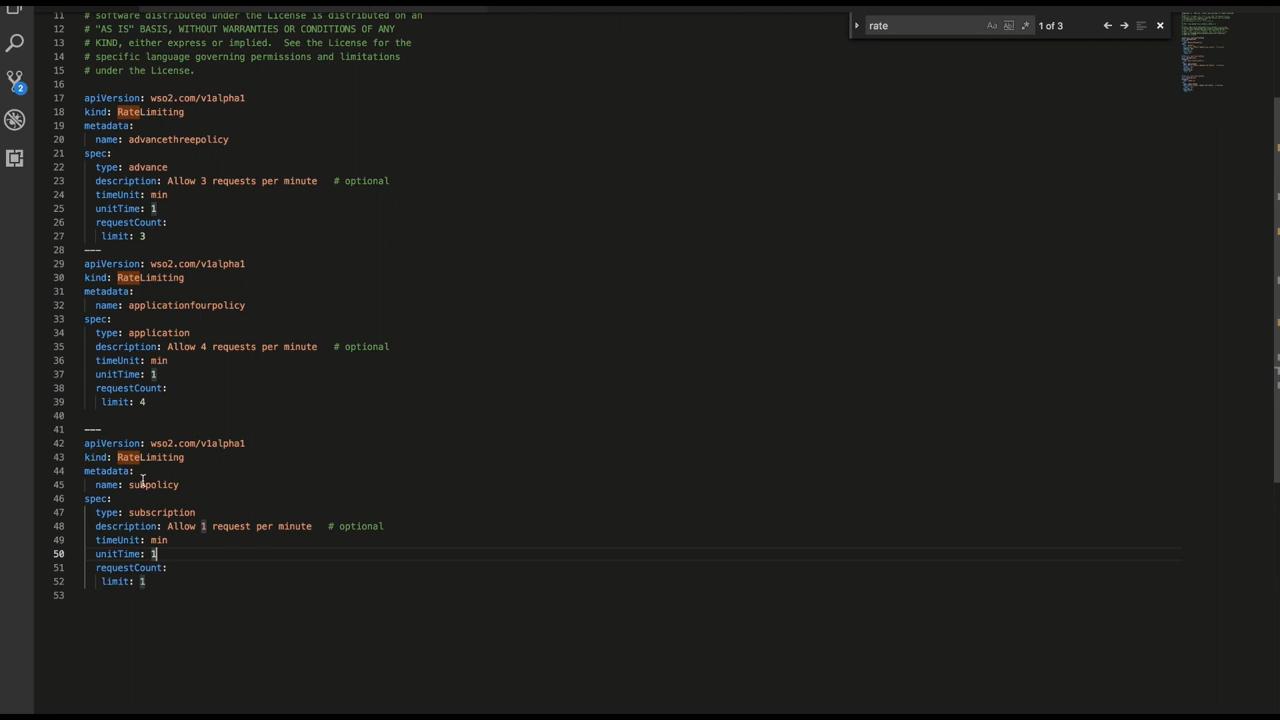 rate
Aa
Abl
.*
1 of 3
2
11 # software distributed under the License is distributed on an
12 # "AS IS" BASIS, WITHOUT WARRANTIES OR CONDITIONS OF ANY
13 # KIND, either express or implied.  See the License for the
14 # specific language governing permissions and limitations
15 # under the License.
16
17 apiVersion: wso2.com/v1alpha1
18 kind: RateLimiting
19 metadata:
20   name: advancethreepolicy
21 spec:
22   type: advance
23   description: Allow 3 requests per minute   # optional
24   timeUnit: min
25   unitTime: 1
26   requestCount:
27    limit: 3
28 ---
29 apiVersion: wso2.com/v1alpha1
30 kind: RateLimiting
31 metadata:
32   name: applicationfourpolicy
33 spec:
34   type: application
35   description: Allow 4 requests per minute   # optional
36   timeUnit: min
37   unitTime: 1
38   requestCount:
39    limit: 4
40
41 ---
42 apiVersion: wso2.com/v1alpha1
43 kind: RateLimiting
44 metadata:
45   name: subpolicy
46 spec:
47   type: subscription
48   description: Allow 1 request per minute   # optional
49   timeUnit: min
50   unitTime: 1
51   requestCount:
52    limit: 1
53